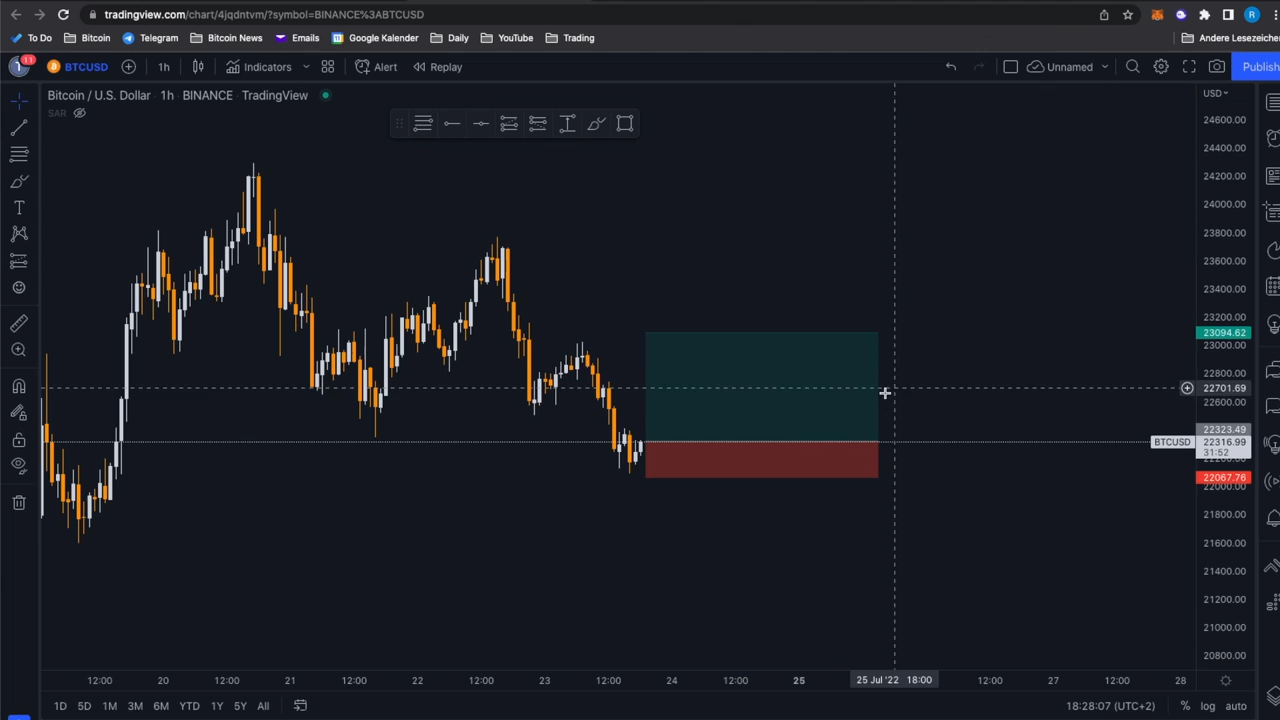 tradingview.com/chart/4jqdntvm/?symbol=BINANCE%3ABTCUSD
R
To Do Bitcoin Telegram Bitcoin News Emails Google Kalender Daily YouTube Trading Andere Lesezeichen
11 BTCUSD 1h Indicators Alert Replay Unnamed Publish
Bitcoin / U.S. Dollar 1h BINANCE TradingView USD
SAR
24600.00
24400.00
24200.00
24000.00
23800.00
23600.00
23400.00
23200.00
23094.62
23000.00
22800.00
22701.69
22600.00
22323.49
BTCUSD 22316.99
31:52
22067.76
22000.00
21800.00
21600.00
21400.00
21200.00
21000.00
20800.00
12:00 20 12:00 21 12:00 22 12:00 23 12:00 24 12:00 25 25 Jul '22 18:00 12:00 27 12:00 28
1D 5D 1M 3M 6M YTD 1Y 5Y All 18:28:07 (UTC+2) % log auto